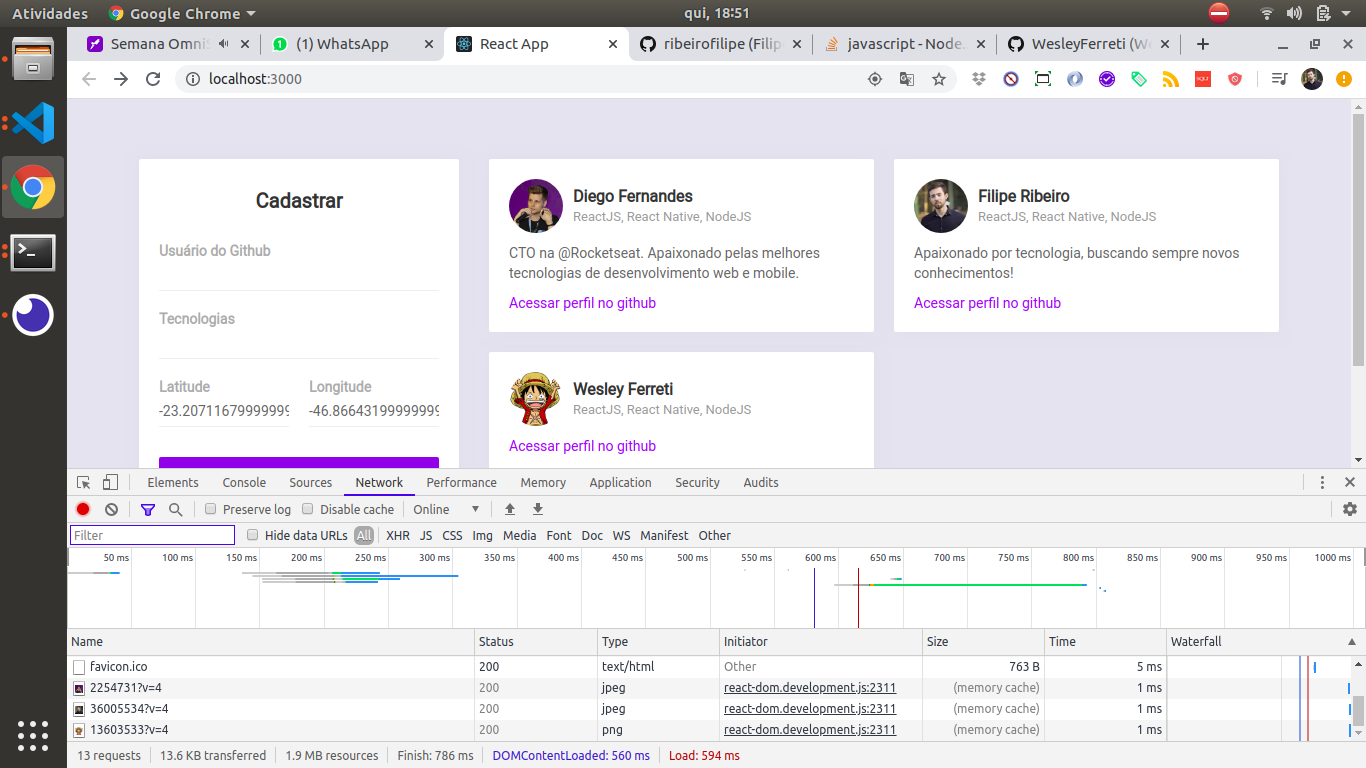 Atividades Google Chrome qui, 18:51
Semana Omni (1) WhatsApp React App ribeirofilipe (Filip javascript - Node. WesleyFerreti (We
localhost:3000
Cadastrar
Usuário do Github
Tecnologias
Latitude Longitude
-23.2071167999999 -46.8664319999999
Diego Fernandes
ReactJS, React Native, NodeJS
CTO na @Rocketseat. Apaixonado pelas melhores
tecnologias de desenvolvimento web e mobile.
Acessar perfil no github
Filipe Ribeiro
ReactJS, React Native, NodeJS
Apaixonado por tecnologia, buscando sempre novos
conhecimentos!
Acessar perfil no github
Wesley Ferreti
ReactJS, React Native, NodeJS
Acessar perfil no github
Elements Console Sources Network Performance Memory Application Security Audits
Preserve log Disable cache Online
Filter Hide data URLs All XHR JS CSS Img Media Font Doc WS Manifest Other
50 ms 100 ms 150 ms 200 ms 250 ms 300 ms 350 ms 400 ms 450 ms 500 ms 550 ms 600 ms 650 ms 700 ms 750 ms 800 ms 850 ms 900 ms 950 ms 1000 ms
Name Status Type Initiator Size Time Waterfall
favicon.ico 200 text/html Other 763 B 5 ms
2254731?v=4 200 jpeg react-dom.development.js:2311 (memory cache) 1 ms
36005534?v=4 200 jpeg react-dom.development.js:2311 (memory cache) 1 ms
13603533?v=4 200 png react-dom.development.js:2311 (memory cache) 1 ms
13 requests 13.6 KB transferred 1.9 MB resources Finish: 786 ms DOMContentLoaded: 560 ms Load: 594 ms